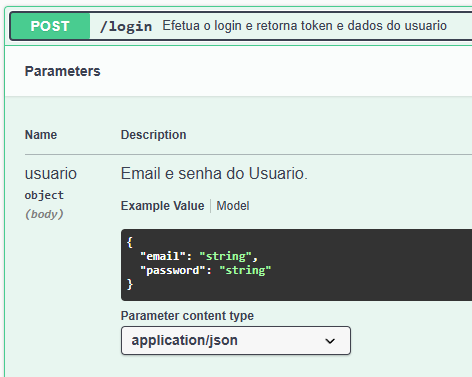 POST /login Efetua o login e retorna token e dados do usuario
Parameters
Name Description
usuario Email e senha do Usuario.
object
(body)
Example Value Model
{
"email": "string",
"password": "string"
}
Parameter content type
application/json